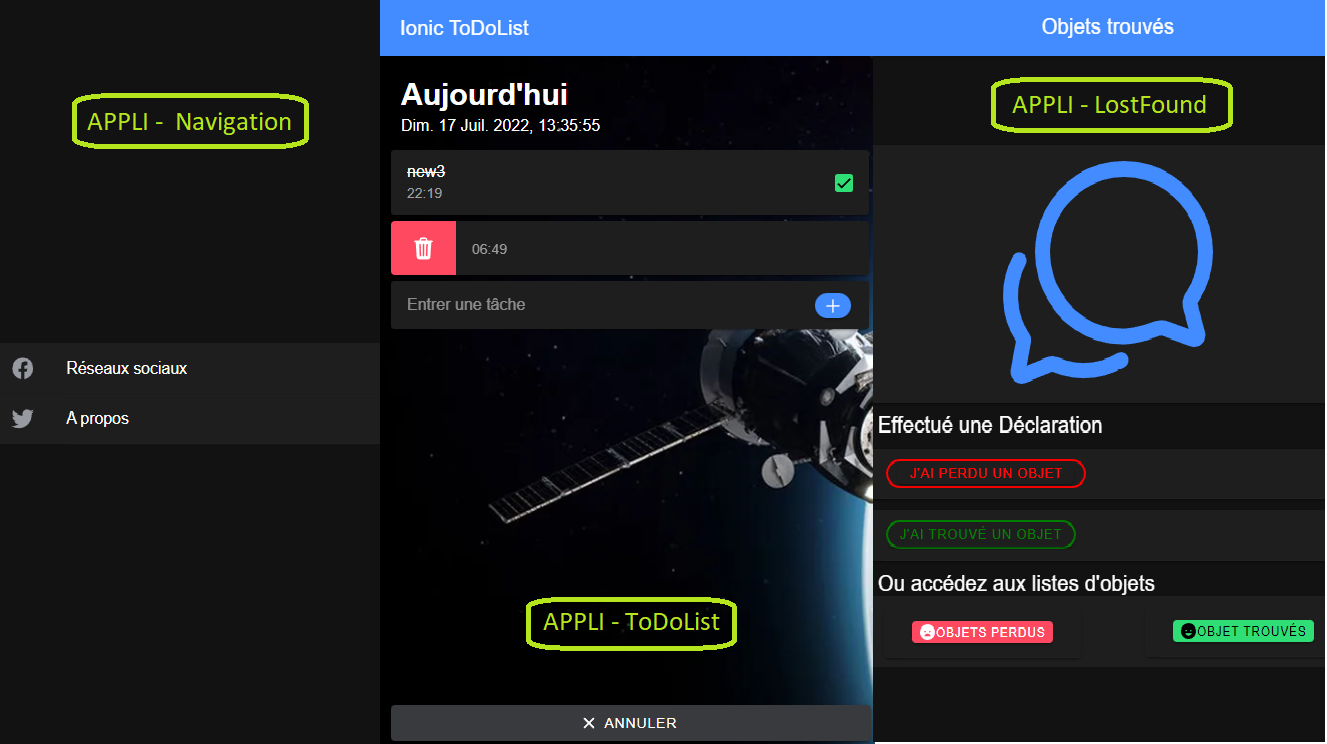 APPLI - Navigation
Réseaux sociaux
A propos
Ionic ToDoList
Aujourd'hui
Dim. 17 Juil. 2022, 13:35:55
new3
22:19
06:49
Entrer une tâche
APPLI - ToDoList
ANNULER
Objets trouvés
APPLI - LostFound
Effectué une Déclaration
J'AI PERDU UN OBJET
J'AI TROUVÉ UN OBJET
Ou accédez aux listes d'objets
OBJETS PERDUS
OBJET TROUVÉS